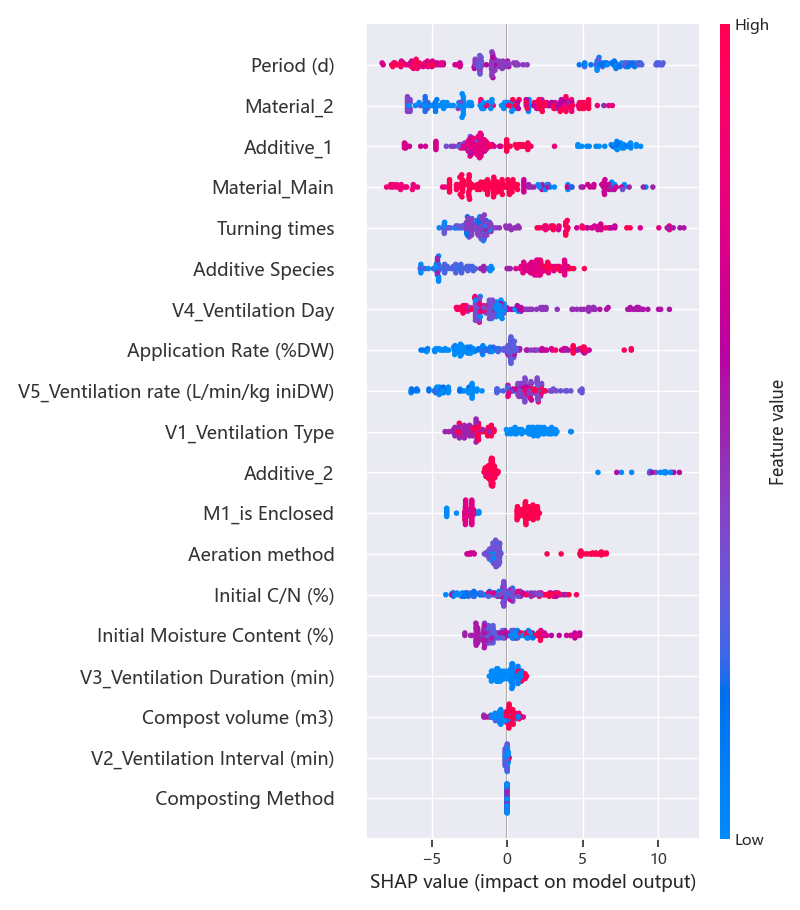 High
Period (d)
Material_2
Additive_1
Material_Main
Turning times
Additive Species
V4_Ventilation Day
Application Rate (%DW)
V5_Ventilation rate (L/min/kg iniDW)
V1_Ventilation Type
Additive_2
M1_is Enclosed
Aeration method
Initial C/N (%)
Initial Moisture Content (%)
V3_Ventilation Duration (min)
Compost volume (m3)
V2_Ventilation Interval (min)
Composting Method
Low
Feature value
−5 0 5 10
SHAP value (impact on model output)